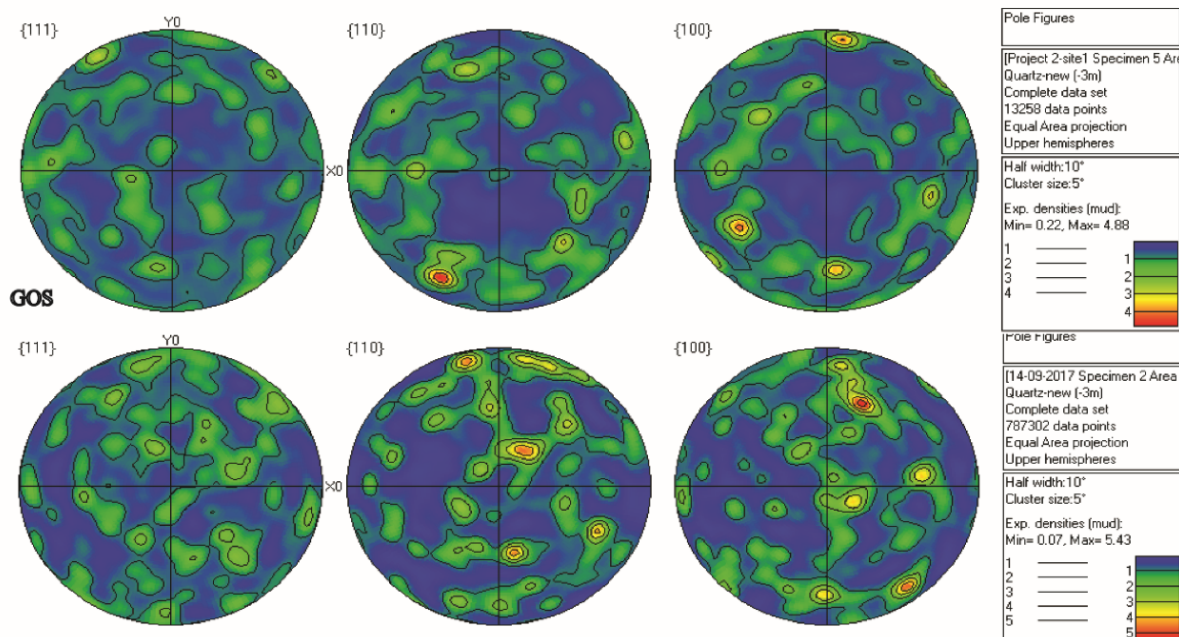 {111}
Y0
{110}
{100}
X0
GOS
Pole Figures
[Project 2-site1 Specimen 5 Are
Quartz-new (-3m)
Complete data set
13258 data points
Equal Area projection
Upper hemispheres
Half width:10°
Cluster size:5°
Exp. densities (mud):
Min= 0.22, Max= 4.88
1
2
3
4
1
2
3
4
{111}
Y0
{110}
{100}
X0
Pole Figures
[14-09-2017 Specimen 2 Area
Quartz-new (-3m)
Complete data set
787302 data points
Equal Area projection
Upper hemispheres
Half width:10°
Cluster size:5°
Exp. densities (mud):
Min= 0.07, Max= 5.43
1
2
3
4
5
1
2
3
4
5